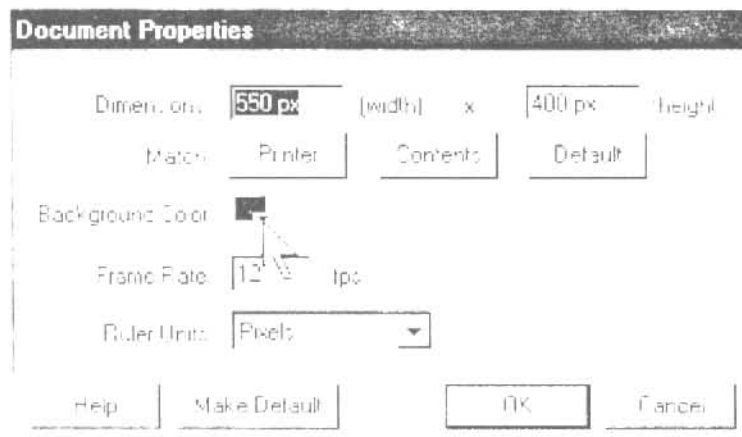 Document Properties
Dimensions: 550 px (width) x 400 px height
Match: Printer Contents Default
Background Color
Frame Rate: 12 fps
Ruler Units: Pixels
Help Make Default OK Cancel